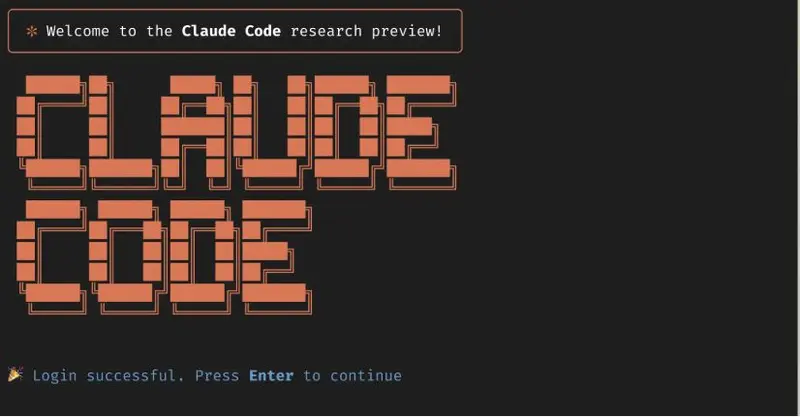 ✻ Welcome to the Claude Code research preview!
CLAUDE
CODE
🎉 Login successful. Press Enter to continue